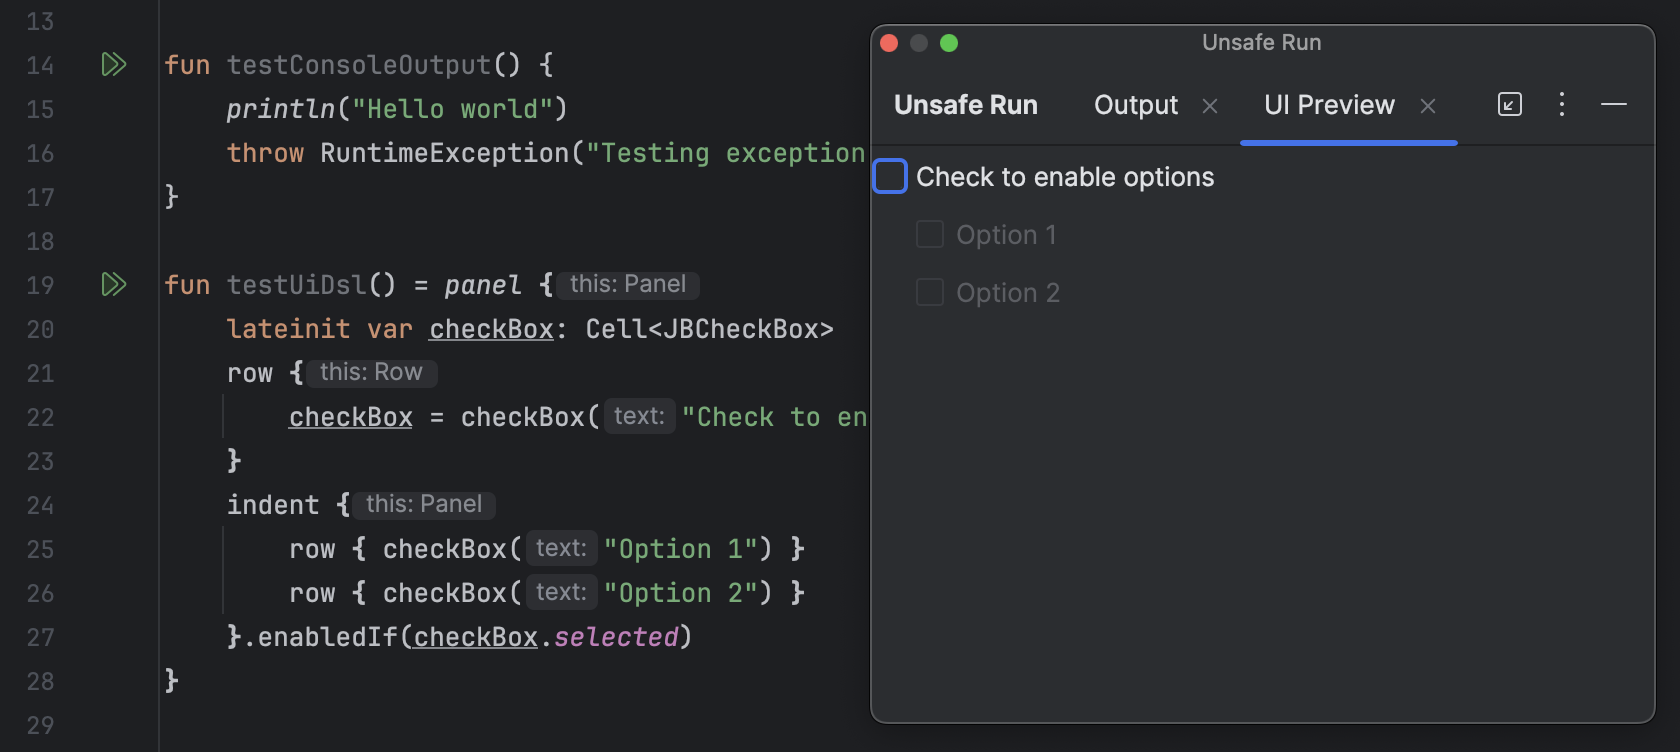 13
14 fun testConsoleOutput() {
15 println("Hello world")
16 throw RuntimeException("Testing exception
17 }
18
19 fun testUiDsl() = panel { this: Panel
20 lateinit var checkBox: Cell<JBCheckBox>
21 row { this: Row
22 checkBox = checkBox( text: "Check to en
23 }
24 indent { this: Panel
25 row { checkBox( text: "Option 1") }
26 row { checkBox( text: "Option 2") }
27 }.enabledIf(checkBox.selected)
28 }
29
Unsafe Run
Unsafe Run Output UI Preview
Check to enable options
Option 1
Option 2